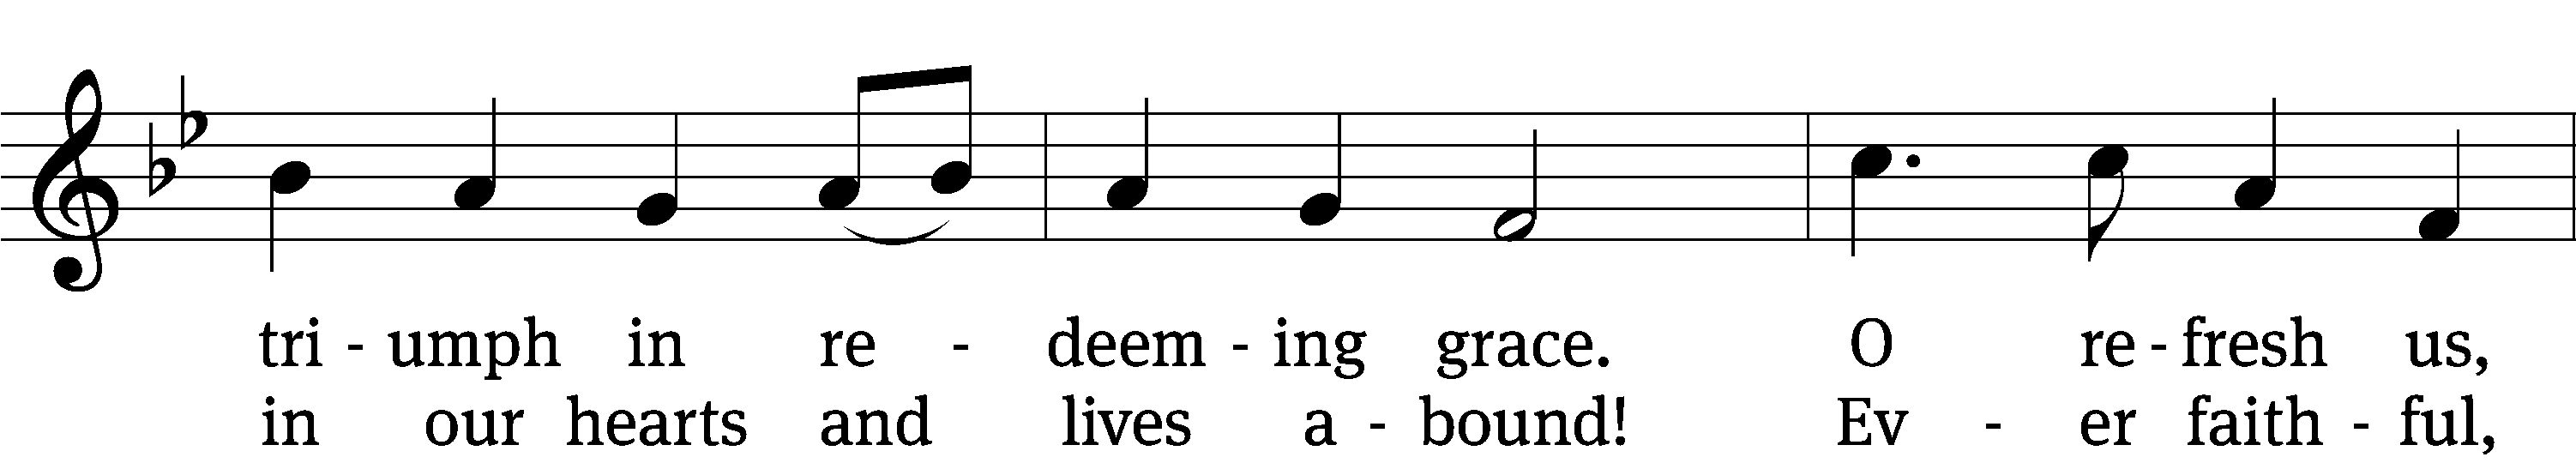 tri - umph in re - deem - ing grace. O re - fresh us,
in our hearts and lives a - bound! Ev - er faith - ful,